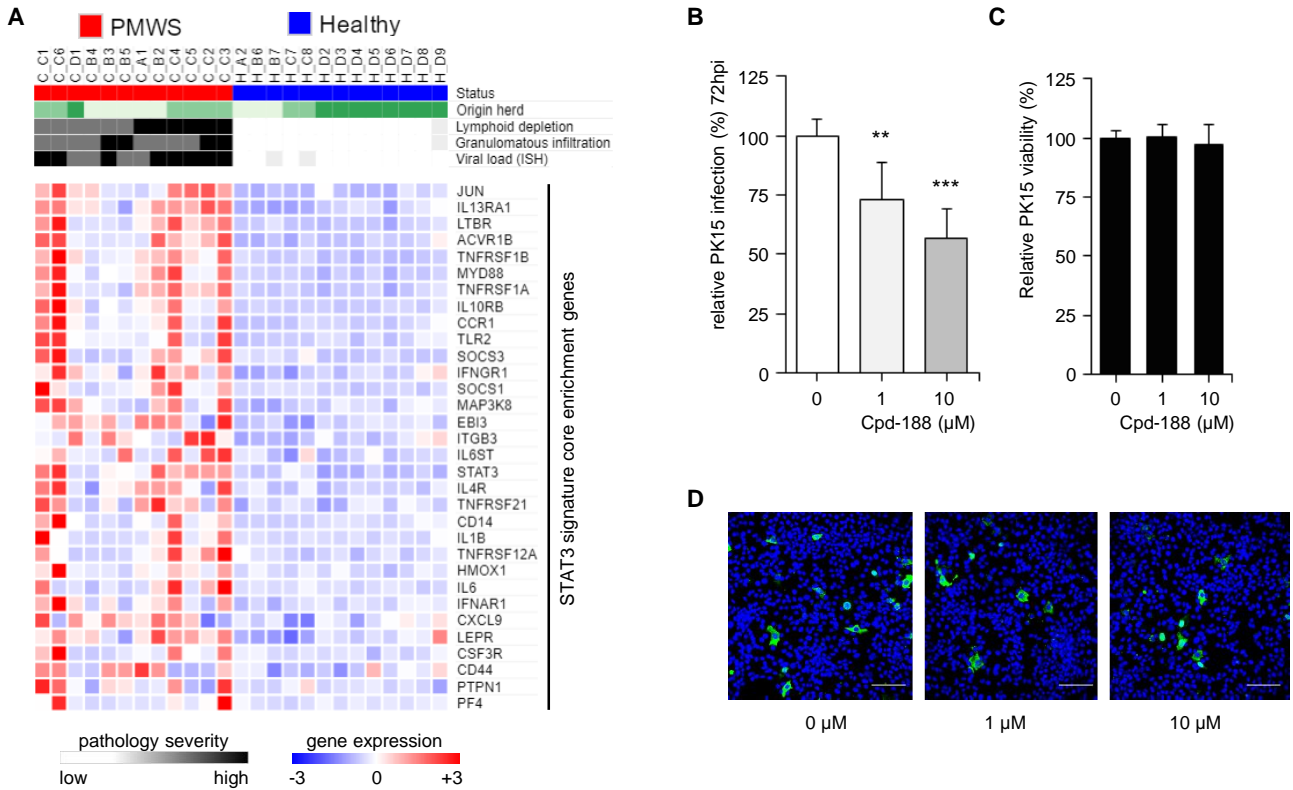 A
PMWS
Healthy
C_C1
C_C6
C_D1
C_B4
C_B3
C_B5
C_A1
C_B2
C_C4
C_C5
C_C2
C_C3
H_A2
H_B6
H_B7
H_C7
H_C8
H_D2
H_D3
H_D4
H_D5
H_D6
H_D7
H_D8
H_D9
Status
Origin herd
Lymphoid depletion
Granulomatous infiltration
Viral load (ISH)
JUN
IL13RA1
LTBR
ACVR1B
TNFRSF1B
MYD88
TNFRSF1A
IL10RB
CCR1
TLR2
SOCS3
IFNGR1
SOCS1
MAP3K8
EBI3
ITGB3
IL6ST
STAT3
IL4R
TNFRSF21
CD14
IL1B
TNFRSF12A
HMOX1
IL6
IFNAR1
CXCL9
LEPR
CSF3R
CD44
PTPN1
PF4
STAT3 signature core enrichment genes
pathology severity
low high
gene expression
-3 0 +3
B
relative PK15 infection (%) 72hpi
125
100
75
50
25
0
**
***
0 1 10
Cpd-188 (µM)
C
Relative PK15 viability (%)
125
100
75
50
25
0
0 1 10
Cpd-188 (µM)
D
0 µM
1 µM
10 µM